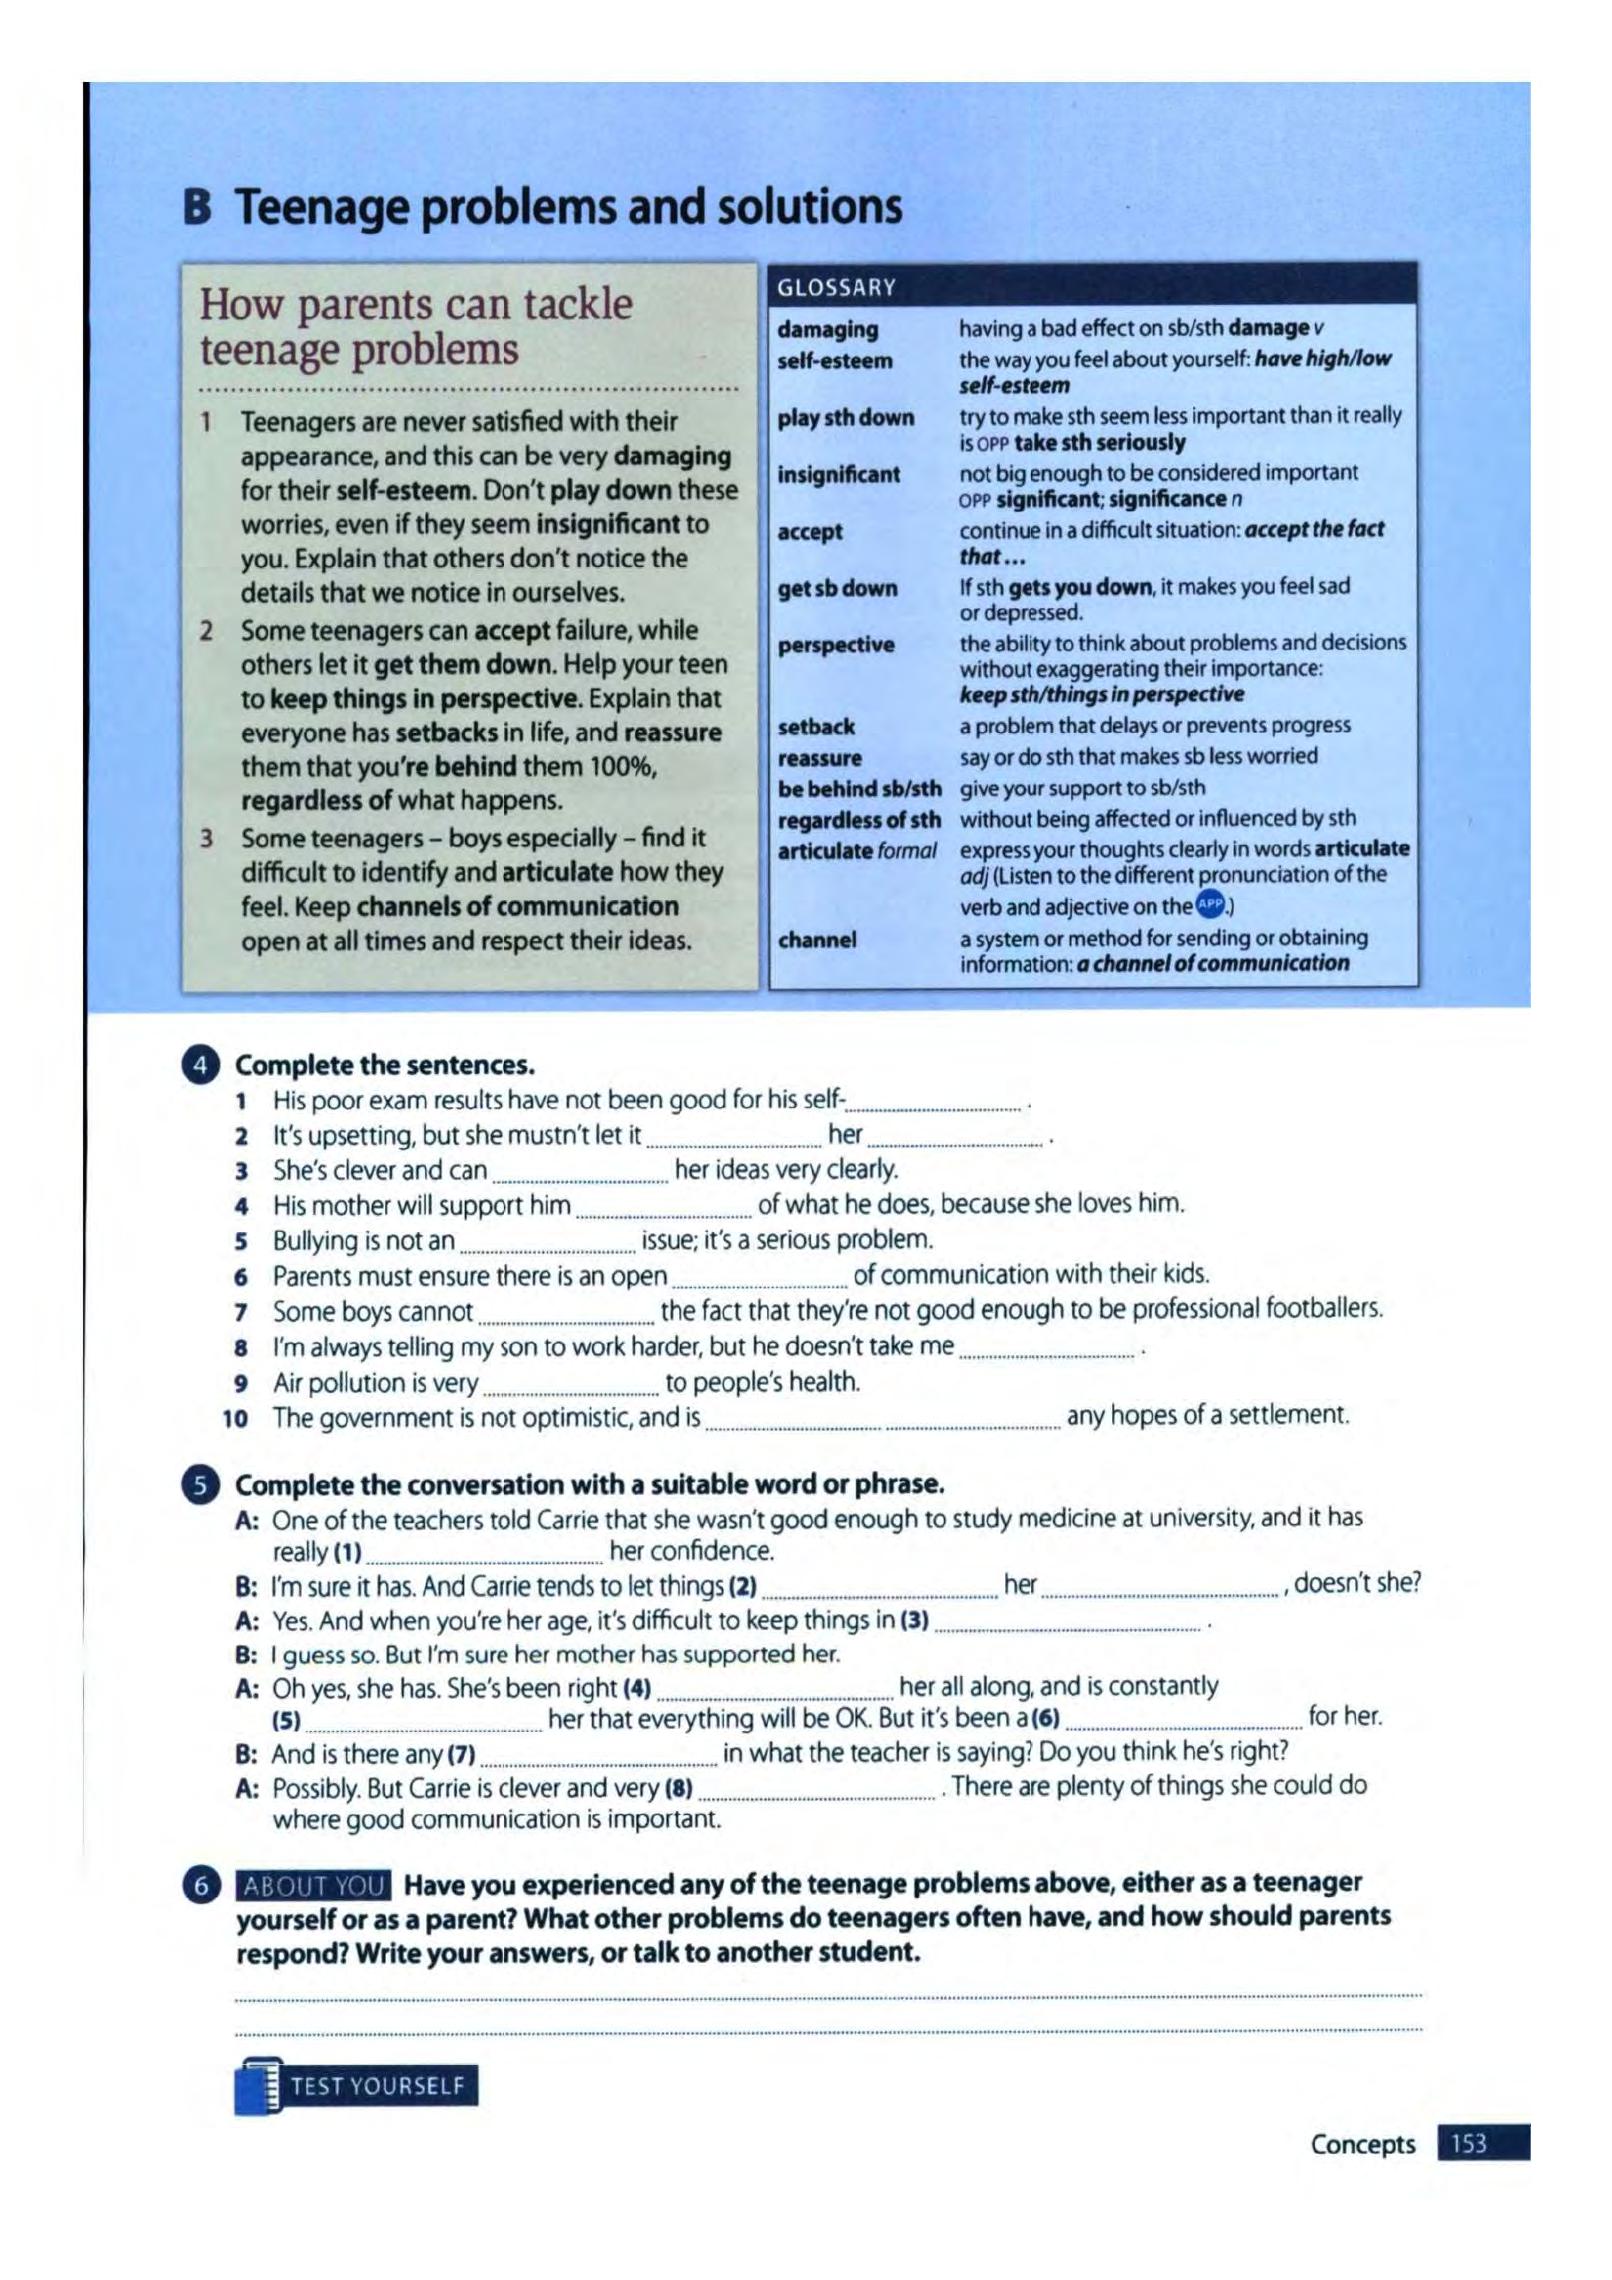 B Teenage problems and solutions
How parents can tackle
teenage problems
1 Teenagers are never satisfied with their
appearance, and this can be very damaging
for their self-esteem. Don't play down these
worries, even if they seem insignificant to
you. Explain that others don't notice the
details that we notice in ourselves.
2 Some teenagers can accept failure, while
others let it get them down. Help your teen
to keep things in perspective. Explain that
everyone has setbacks in life, and reassure
them that you're behind them 100%,
regardless of what happens.
3 Some teenagers – boys especially – find it
difficult to identify and articulate how they
feel. Keep channels of communication
open at all times and respect their ideas.
GLOSSARY
damaging having a bad effect on sb/sth damage v
self-esteem the way you feel about yourself: have high/low
self-esteem
play sth down try to make sth seem less important than it really
is OPP take sth seriously
insignificant not big enough to be considered important
OPP significant; significance n
accept continue in a difficult situation: accept the fact
that ...
get sb down If sth gets you down, it makes you feel sad
or depressed.
perspective the ability to think about problems and decisions
without exaggerating their importance:
keep sth/things in perspective
setback a problem that delays or prevents progress
reassure say or do sth that makes sb less worried
be behind sb/sth give your support to sb/sth
regardless of sth without being affected or influenced by sth
articulate formal express your thoughts clearly in words articulate
adj (Listen to the different pronunciation of the
verb and adjective on the APP.)
channel a system or method for sending or obtaining
information: a channel of communication
4 Complete the sentences.
1 His poor exam results have not been good for his self-.............................. .
2 It's upsetting, but she mustn't let it .............................. her .............................. .
3 She's clever and can .............................. her ideas very clearly.
4 His mother will support him .............................. of what he does, because she loves him.
5 Bullying is not an .............................. issue; it's a serious problem.
6 Parents must ensure there is an open .............................. of communication with their kids.
7 Some boys cannot .............................. the fact that they're not good enough to be professional footballers.
8 I'm always telling my son to work harder, but he doesn't take me .............................. .
9 Air pollution is very .............................. to people's health.
10 The government is not optimistic, and is .............................. .............................. any hopes of a settlement.
5 Complete the conversation with a suitable word or phrase.
A: One of the teachers told Carrie that she wasn't good enough to study medicine at university, and it has
really (1) .............................. her confidence.
B: I'm sure it has. And Carrie tends to let things (2) .............................. her .............................. , doesn't she?
A: Yes. And when you're her age, it's difficult to keep things in (3) .............................. .
B: I guess so. But I'm sure her mother has supported her.
A: Oh yes, she has. She's been right (4) .............................. her all along, and is constantly
(5) .............................. her that everything will be OK. But it's been a (6) .............................. for her.
B: And is there any (7) .............................. in what the teacher is saying? Do you think he's right?
A: Possibly. But Carrie is clever and very (8) .............................. . There are plenty of things she could do
where good communication is important.
6 ABOUT YOU Have you experienced any of the teenage problems above, either as a teenager
yourself or as a parent? What other problems do teenagers often have, and how should parents
respond? Write your answers, or talk to another student.
TEST YOURSELF
Concepts 153